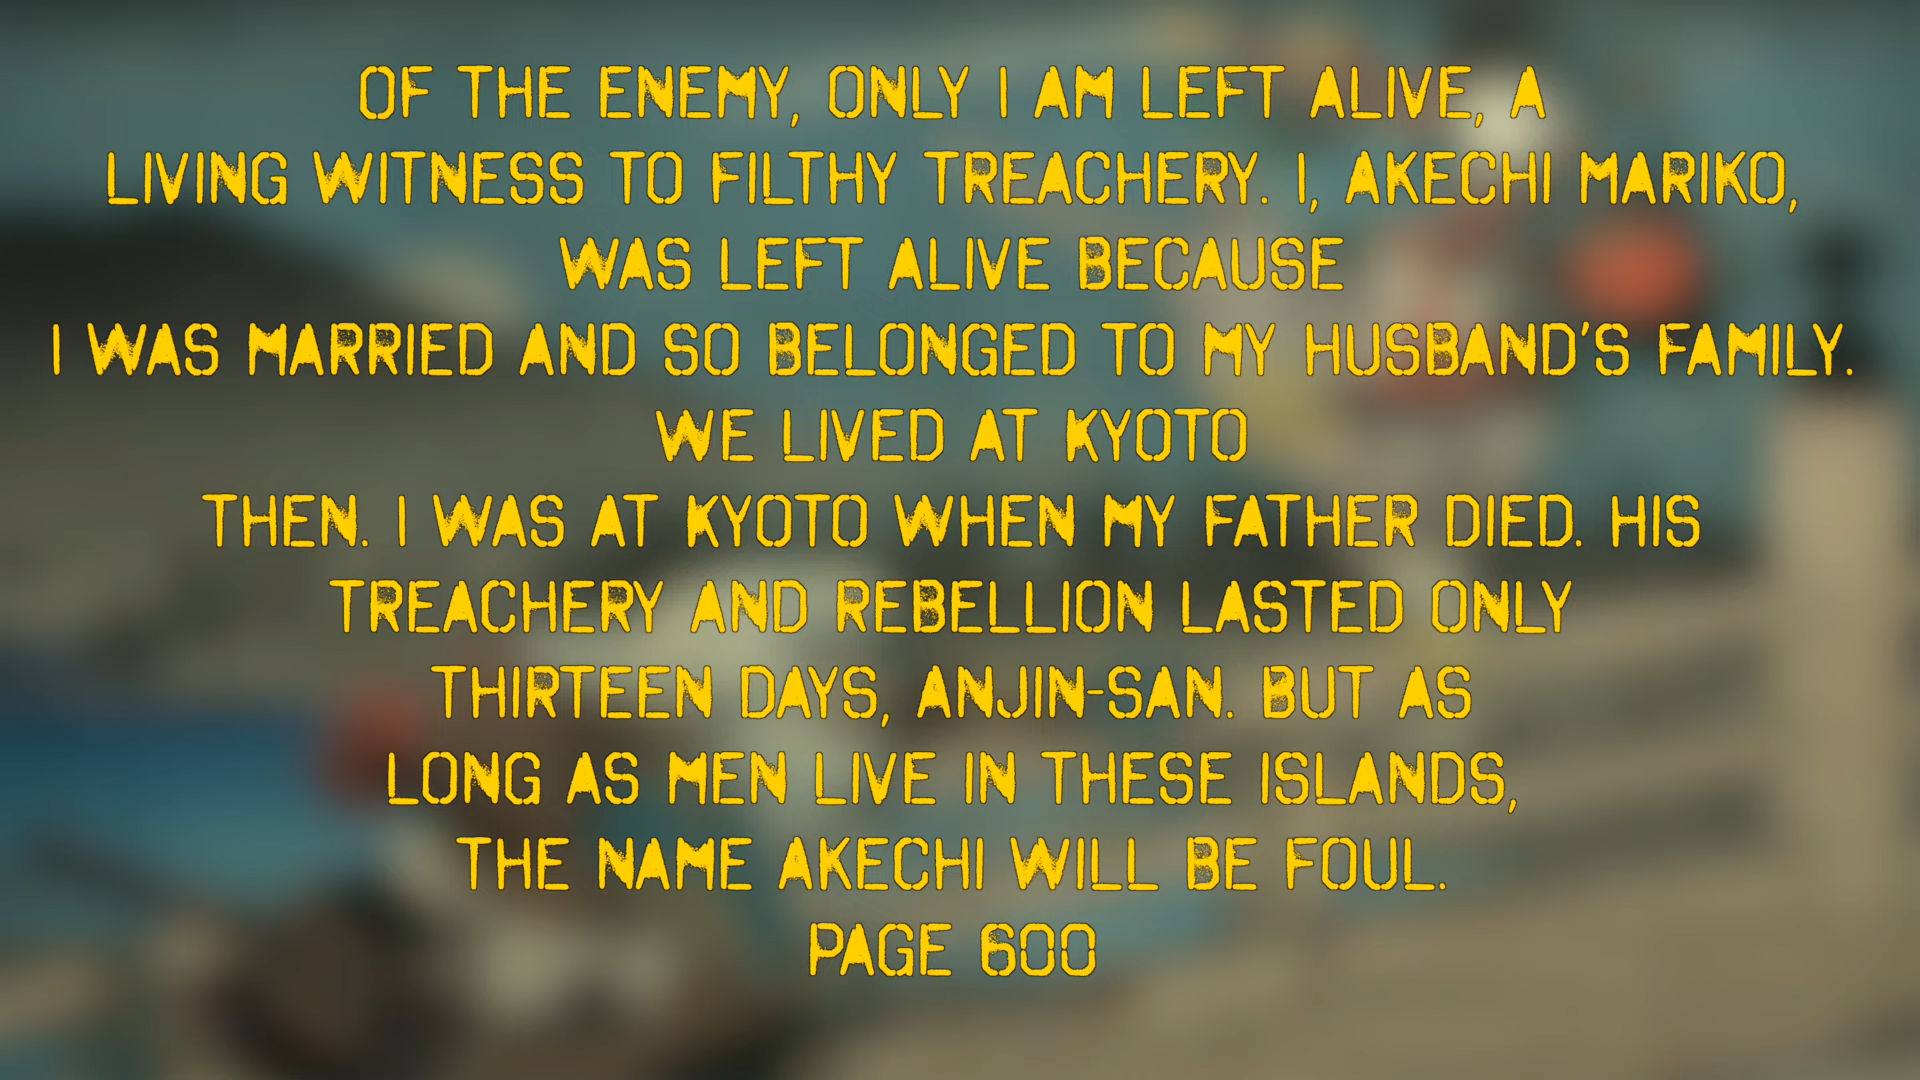 OF THE ENEMY, ONLY I AM LEFT ALIVE, A
LIVING WITNESS TO FILTHY TREACHERY. I, AKECHI MARIKO,
WAS LEFT ALIVE BECAUSE
I WAS MARRIED AND SO BELONGED TO MY HUSBAND'S FAMILY.
WE LIVED AT KYOTO
THEN. I WAS AT KYOTO WHEN MY FATHER DIED. HIS
TREACHERY AND REBELLION LASTED ONLY
THIRTEEN DAYS, ANJIN-SAN. BUT AS
LONG AS MEN LIVE IN THESE ISLANDS,
THE NAME AKECHI WILL BE FOUL.
PAGE 600